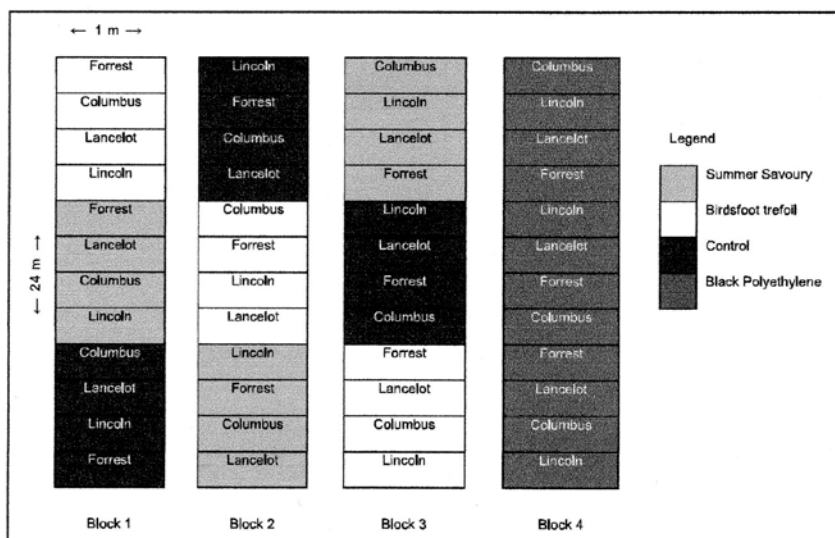 ← 1 m →
Forrest
Columbus
Lancelot
Lincoln
Forrest
Lancelot
Columbus
Lincoln
Columbus
Lancelot
Lincoln
Forrest
← 24 m →
Block 1
Lincoln
Forrest
Columbus
Lancelot
Columbus
Forrest
Lincoln
Lancelot
Lincoln
Forrest
Columbus
Lancelot
Block 2
Columbus
Lincoln
Lancelot
Forrest
Lincoln
Lancelot
Forrest
Columbus
Forrest
Lancelot
Columbus
Lincoln
Block 3
Columbus
Lincoln
Lancelot
Forrest
Lincoln
Lancelot
Forrest
Columbus
Forrest
Lancelot
Columbus
Lincoln
Block 4
Legend
Summer Savoury
Birdsfoot trefoil
Control
Black Polyethylene